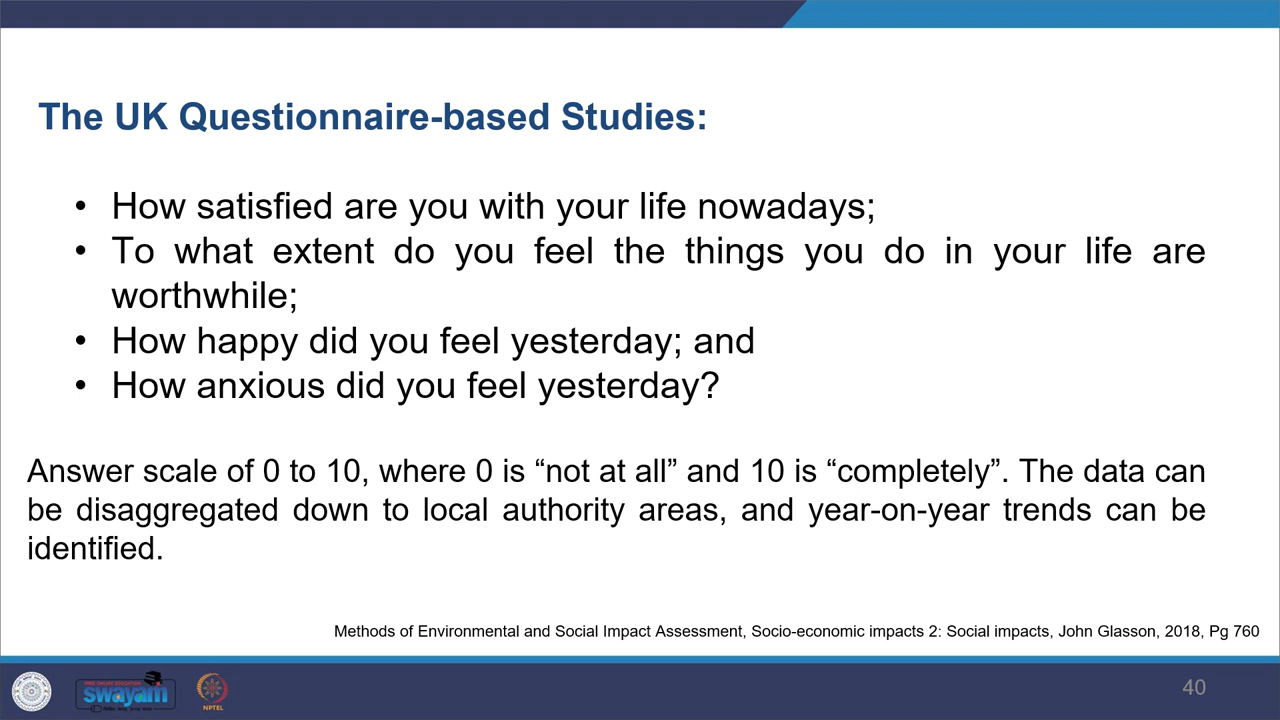 The UK Questionnaire-based Studies:
• How satisfied are you with your life nowadays;
• To what extent do you feel the things you do in your life are
worthwhile;
• How happy did you feel yesterday; and
• How anxious did you feel yesterday?
Answer scale of 0 to 10, where 0 is “not at all” and 10 is “completely”. The data can
be disaggregated down to local authority areas, and year-on-year trends can be
identified.
Methods of Environmental and Social Impact Assessment, Socio-economic impacts 2: Social impacts, John Glasson, 2018, Pg 760
swayam
NPTEL
40